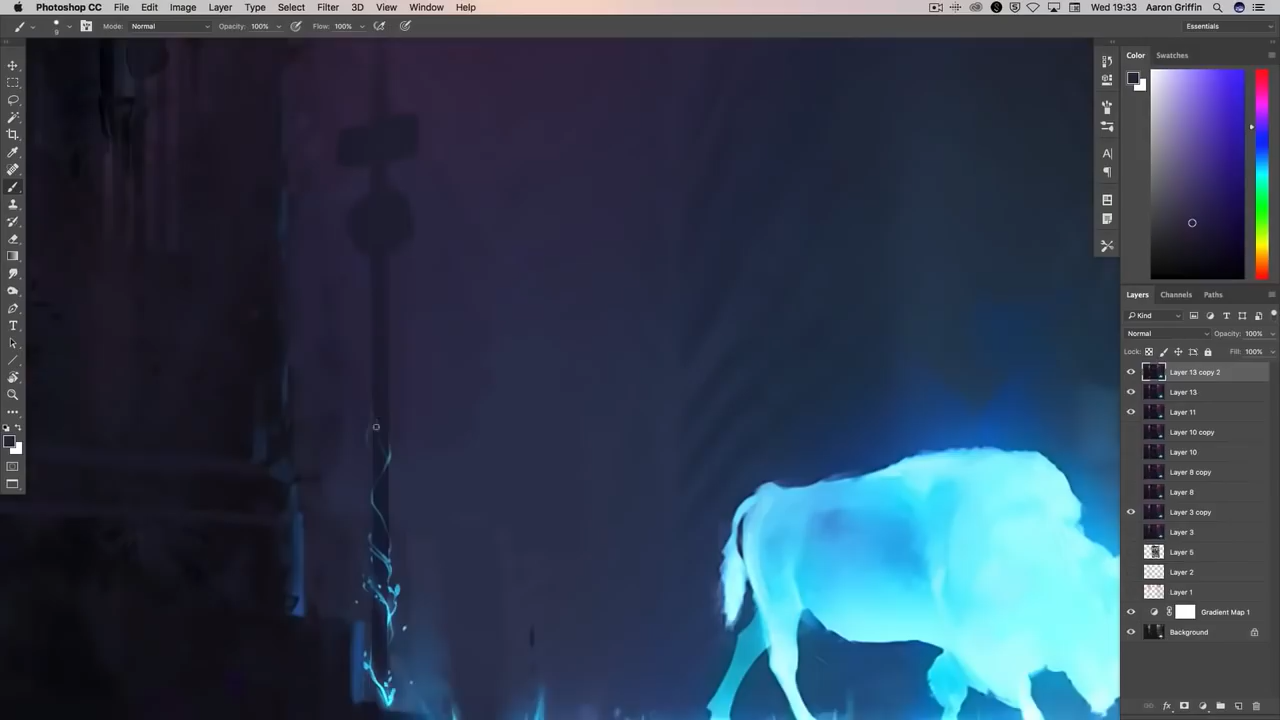 Photoshop CC File Edit Image Layer Type Select Filter 3D View Window Help Wed 19:33 Aaron Griffin
9 Mode: Normal Opacity: 100% Flow: 100% Essentials
Color Swatches
Layers Channels Paths
Kind
Normal Opacity: 100%
Lock: Fill: 100%
Layer 13 copy 2
Layer 13
Layer 11
Layer 10 copy
Layer 10
Layer 8 copy
Layer 8
Layer 3 copy
Layer 3
Layer 5
Layer 2
Layer 1
Gradient Map 1
Background